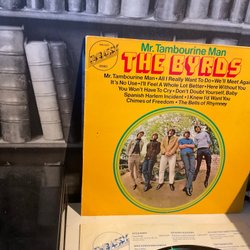 Mr. Tambourine Man
THE BYRDS
Mr. Tambourine Man • All I Really Want To Do • We'll Meet Again
It's No Use • I'll Feel A Whole Lot Better • Here Without You
You Won't Have To Cry • Don't Doubt Yourself, Baby
Spanish Harlem Incident • I Knew I'd Want You
Chimes of Freedom • The Bells of Rhymney